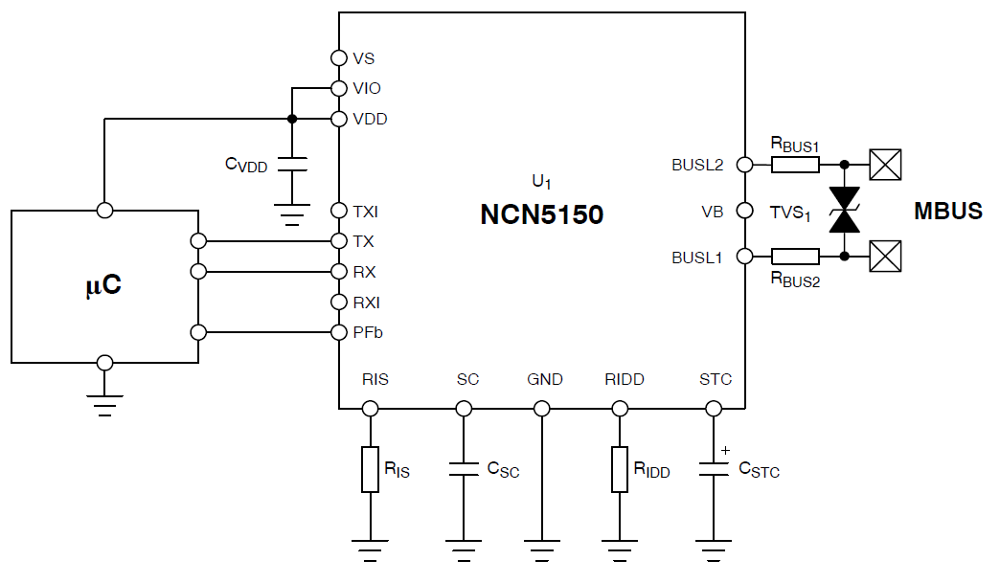 VS
VIO
VDD
CVDD
RBUS1
BUSL2
U1
NCN5150
TXI
VB
TVS1
MBUS
TX
BUSL1
µC
RX
RBUS2
RXI
PFb
RIS
SC
GND
RIDD
STC
+
RIS
CSC
RIDD
CSTC